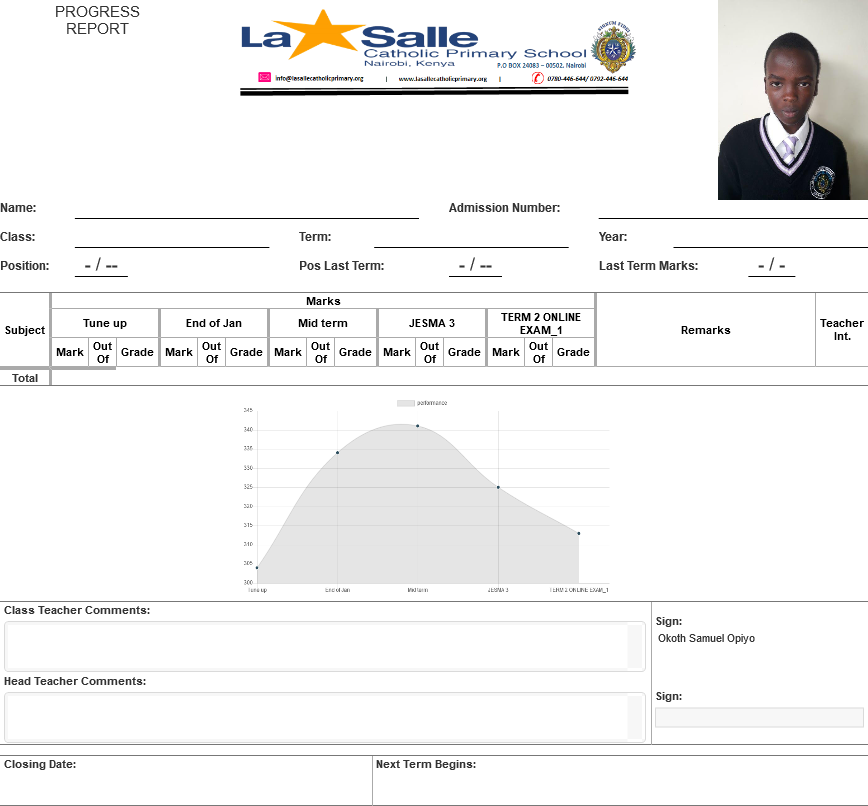 PROGRESS
REPORT
La Salle
Catholic Primary School
Nairobi, Kenya
P.O BOX 24083 – 00502, Nairobi
info@lasallecatholicprimary.org | www.lasallecatholicprimary.org | 0780-446-644/ 0792-446-644
Name: Admission Number:
Class: Term: Year:
Position: - / -- Pos Last Term: - / -- Last Term Marks: - / -
Subject Marks Remarks Teacher Int.
Tune up End of Jan Mid term JESMA 3 TERM 2 ONLINE EXAM_1
Mark Out Of Grade Mark Out Of Grade Mark Out Of Grade Mark Out Of Grade Mark Out Of Grade
Total
performance
345
340
335
330
325
320
315
310
305
300
Tune up End of Jan Mid term JESMA 3 TERM 2 ONLINE EXAM_1
Class Teacher Comments:
Sign:
Okoth Samuel Opiyo
Head Teacher Comments:
Sign:
Closing Date: Next Term Begins: